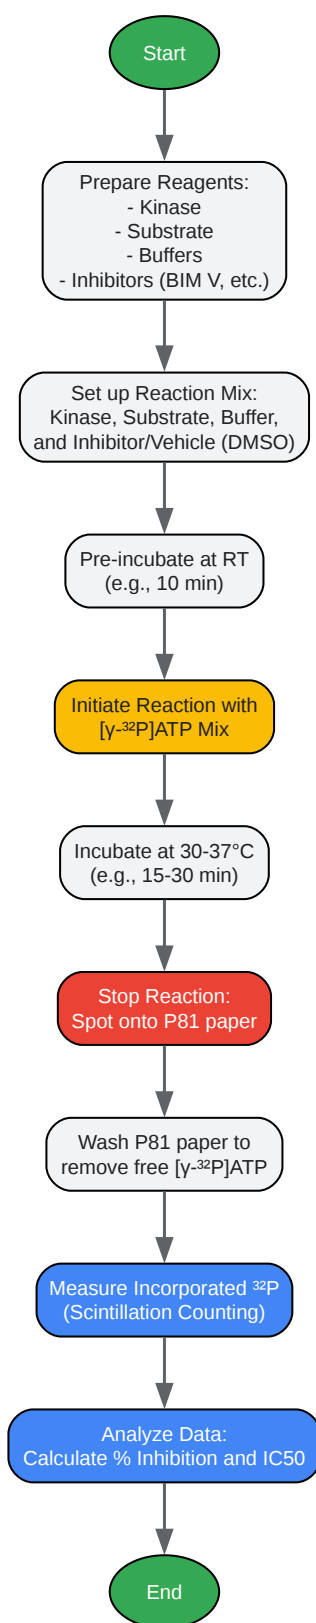 Start
Prepare Reagents:
- Kinase
- Substrate
- Buffers
- Inhibitors (BIM V, etc.)
Set up Reaction Mix:
Kinase, Substrate, Buffer,
and Inhibitor/Vehicle (DMSO)
Pre-incubate at RT
(e.g., 10 min)
Initiate Reaction with
[γ-³²P]ATP Mix
Incubate at 30-37°C
(e.g., 15-30 min)
Stop Reaction:
Spot onto P81 paper
Wash P81 paper to
remove free [γ-³²P]ATP
Measure Incorporated ³²P
(Scintillation Counting)
Analyze Data:
Calculate % Inhibition and IC50
End